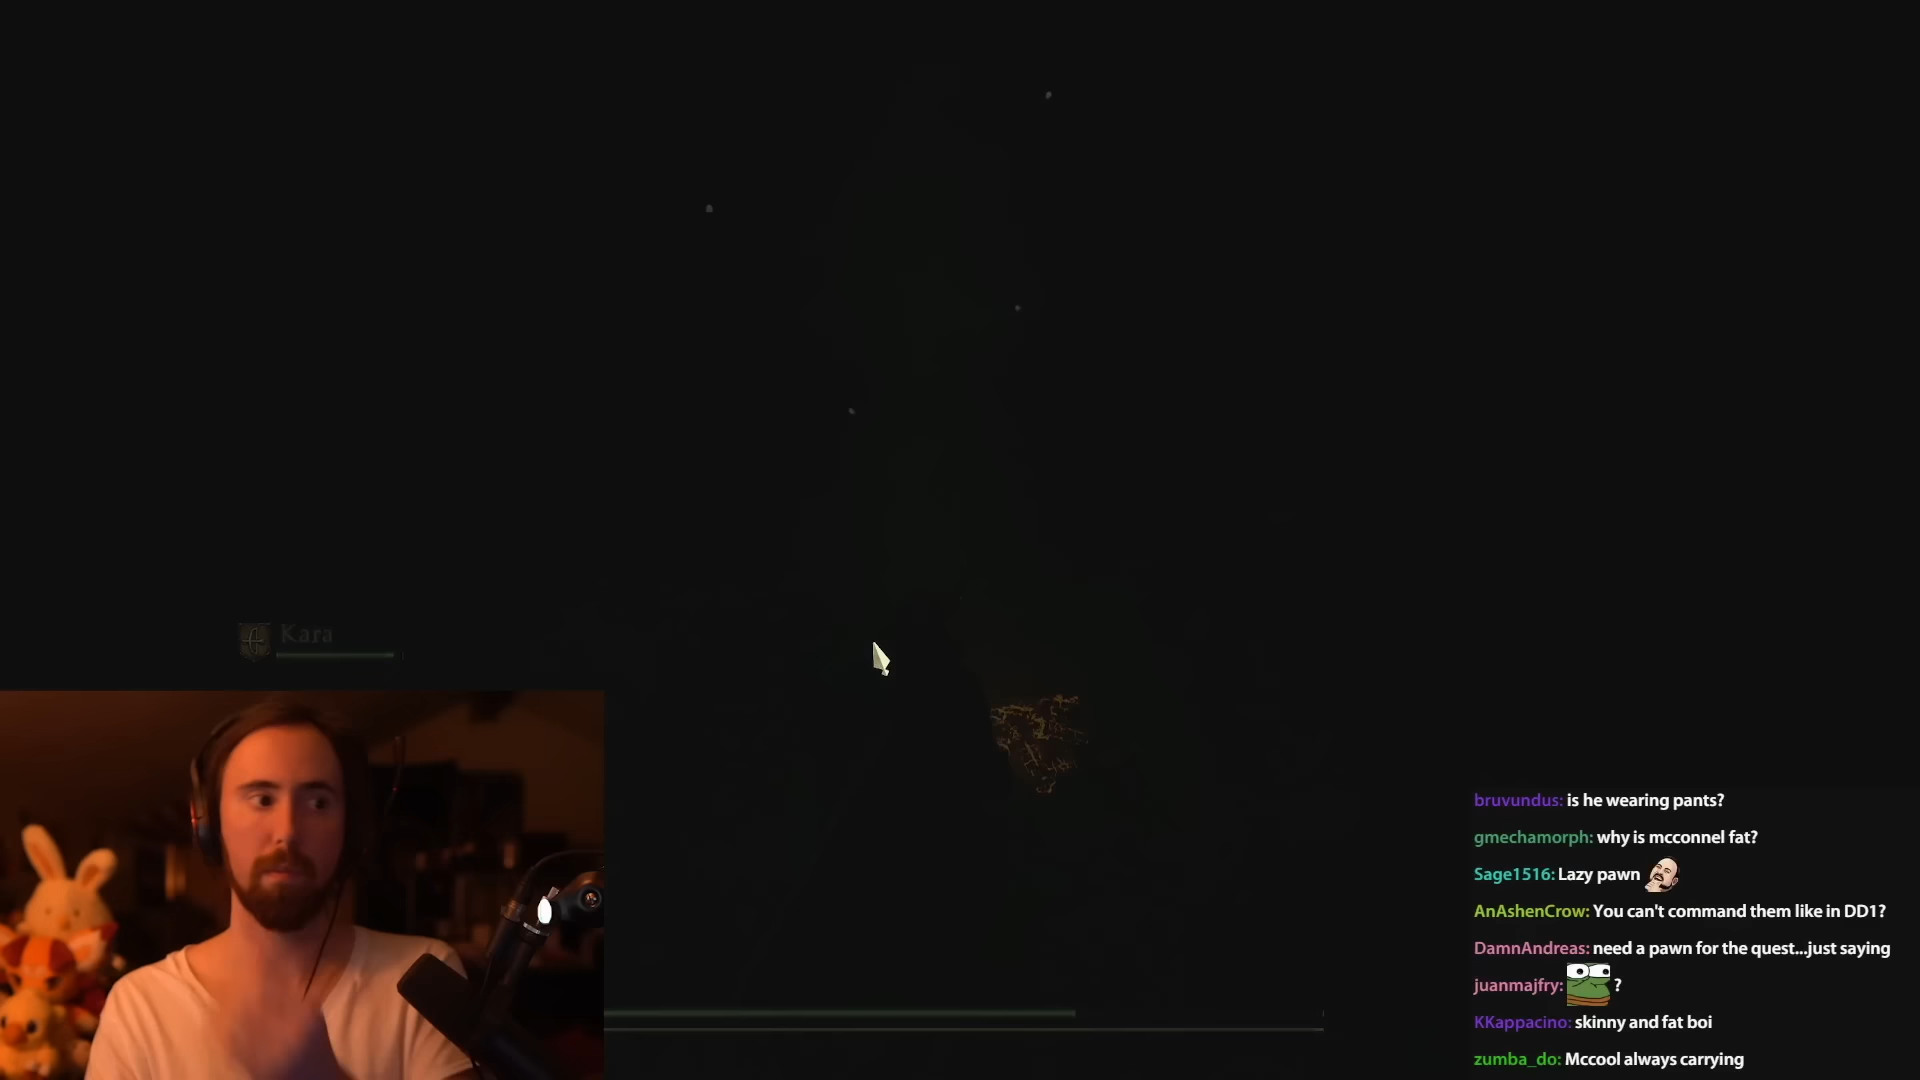 Kara
bruvundus: is he wearing pants?
gmechamorph: why is mcconnel fat?
Sage1516: Lazy pawn
AnAshenCrow: You can't command them like in DD1?
DamnAndreas: need a pawn for the quest...just saying
juanmajfry: ?
KKappacino: skinny and fat boi
zumba_do: Mccool always carrying